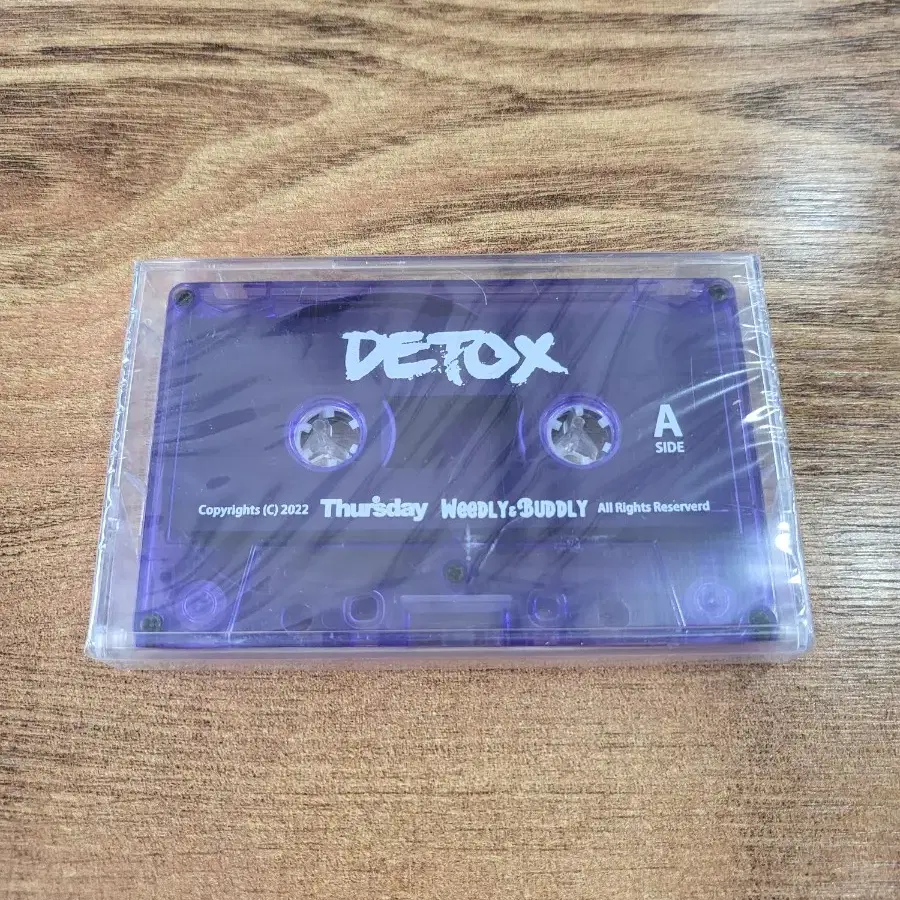 DETOX
A
SIDE
Copyrights (C) 2022 Thursday WEEDLY & BUDDLY All Rights Reserverd